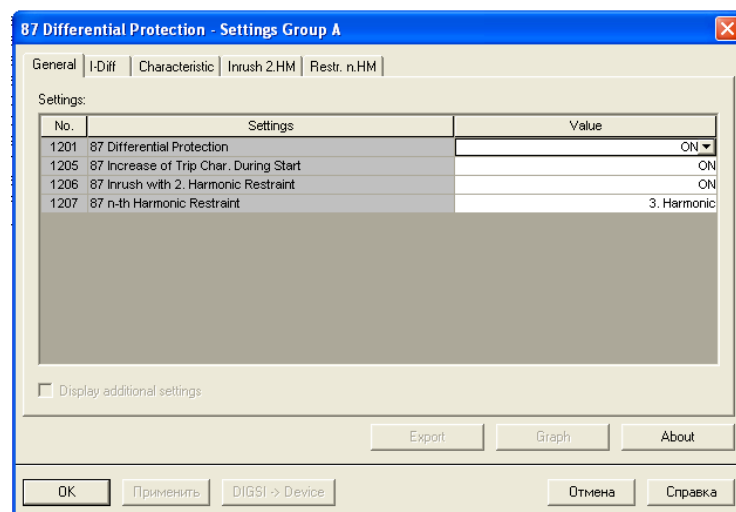 87 Differential Protection - Settings Group A
General I-Diff Characteristic Inrush 2.HM Restr. n.HM
Settings:
No. Settings Value
1201 87 Differential Protection ON
1205 87 Increase of Trip Char. During Start ON
1206 87 Inrush with 2. Harmonic Restraint ON
1207 87 n-th Harmonic Restraint 3. Harmonic
Display additional settings
Export Graph About
OK Применить DIGSI -> Device Отмена Справка